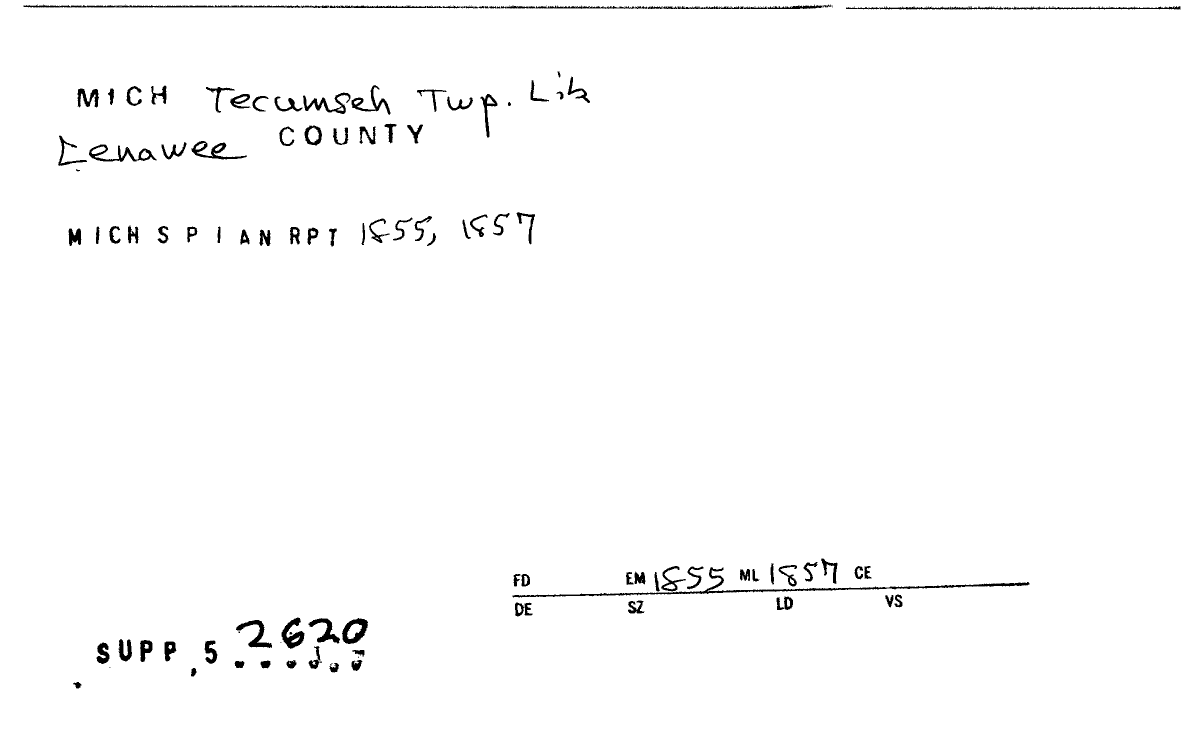 MICH Tecumseh Twp. Lib
Lenawee COUNTY
MICH S P I AN RPT 1855, 1857
FD EM 1855 ML 1857 CE
DE SZ LD VS
SUPP,5 2620